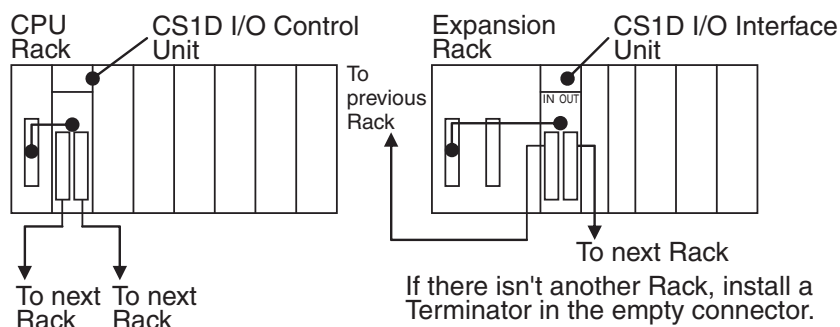 CPU
Rack
CS1D I/O Control
Unit
Expansion
Rack
CS1D I/O Interface
Unit
To
previous
Rack
IN OUT
To next
Rack
To next
Rack
To next Rack
If there isn't another Rack, install a
Terminator in the empty connector.